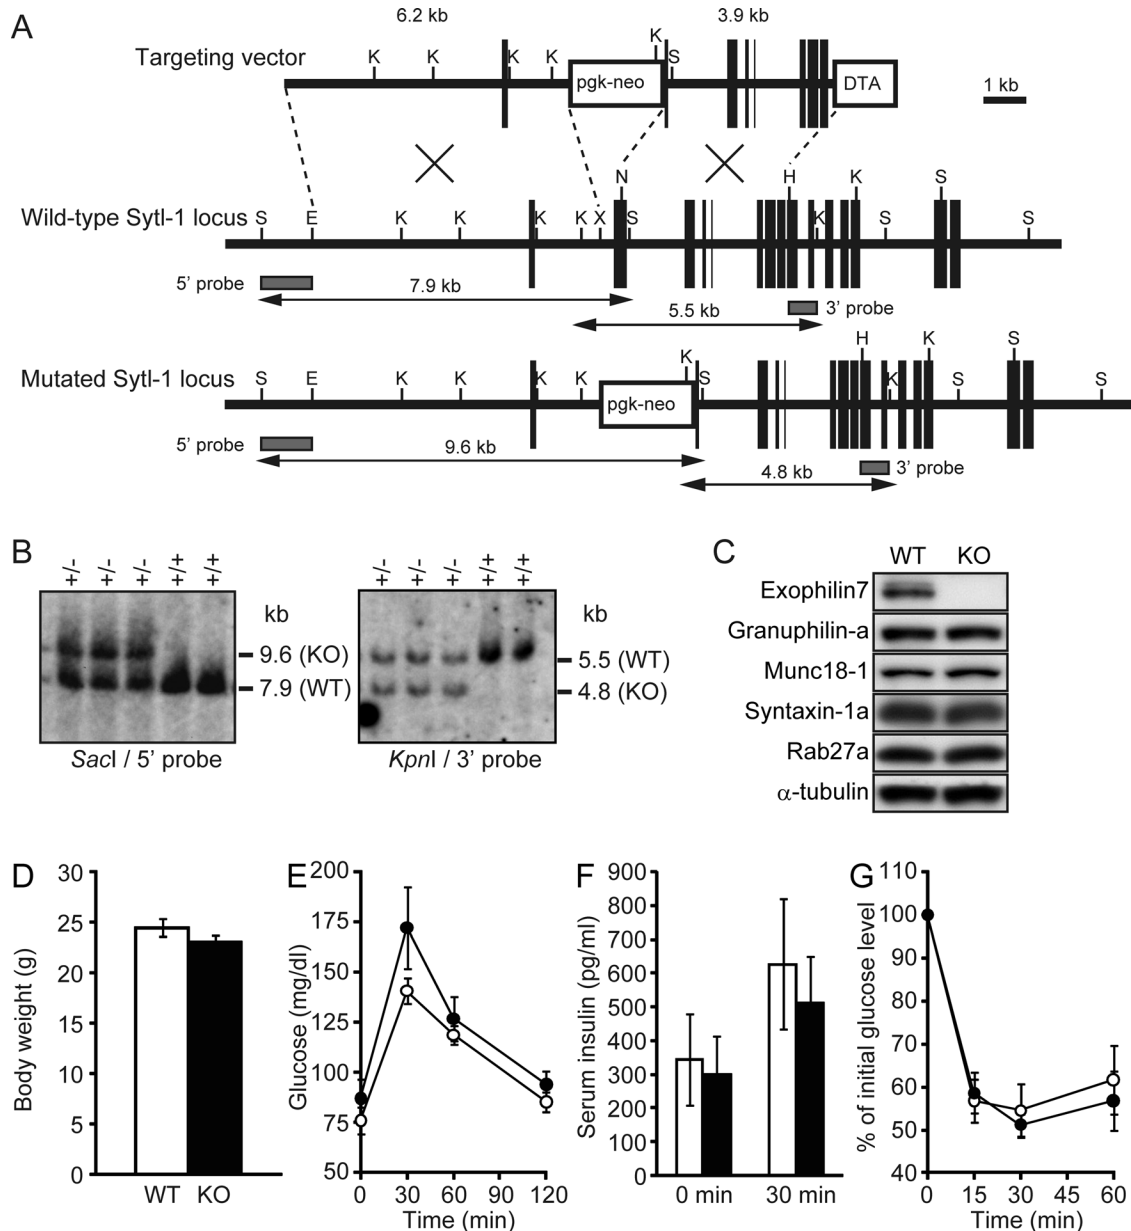 A
6.2 kb
3.9 kb
Targeting vector
K K K K K S
pgk-neo
DTA
1 kb
N H K S
Wild-type Sytl-1 locus
S E K K K K X S K S S
5' probe
7.9 kb
3' probe
5.5 kb
H K S
K
Mutated Sytl-1 locus
S E K K K K S K S S
pgk-neo
5' probe
9.6 kb
3' probe
4.8 kb
B
+/- +/- +/- +/+ +/+
kb
9.6 (KO)
7.9 (WT)
SacI / 5' probe
+/- +/- +/- +/+ +/+
kb
5.5 (WT)
4.8 (KO)
KpnI / 3' probe
C
WT KO
Exophilin7
Granuphilin-a
Munc18-1
Syntaxin-1a
Rab27a
α-tubulin
D
Body weight (g)
30
25
20
15
10
5
0
WT KO
E
Glucose (mg/dl)
200
175
150
125
100
75
50
0 30 60 90 120
Time (min)
F
Serum insulin (pg/ml)
900
800
700
600
500
400
300
200
100
0
0 min 30 min
G
% of initial glucose level
110
100
90
80
70
60
50
40
0 15 30 45 60
Time (min)